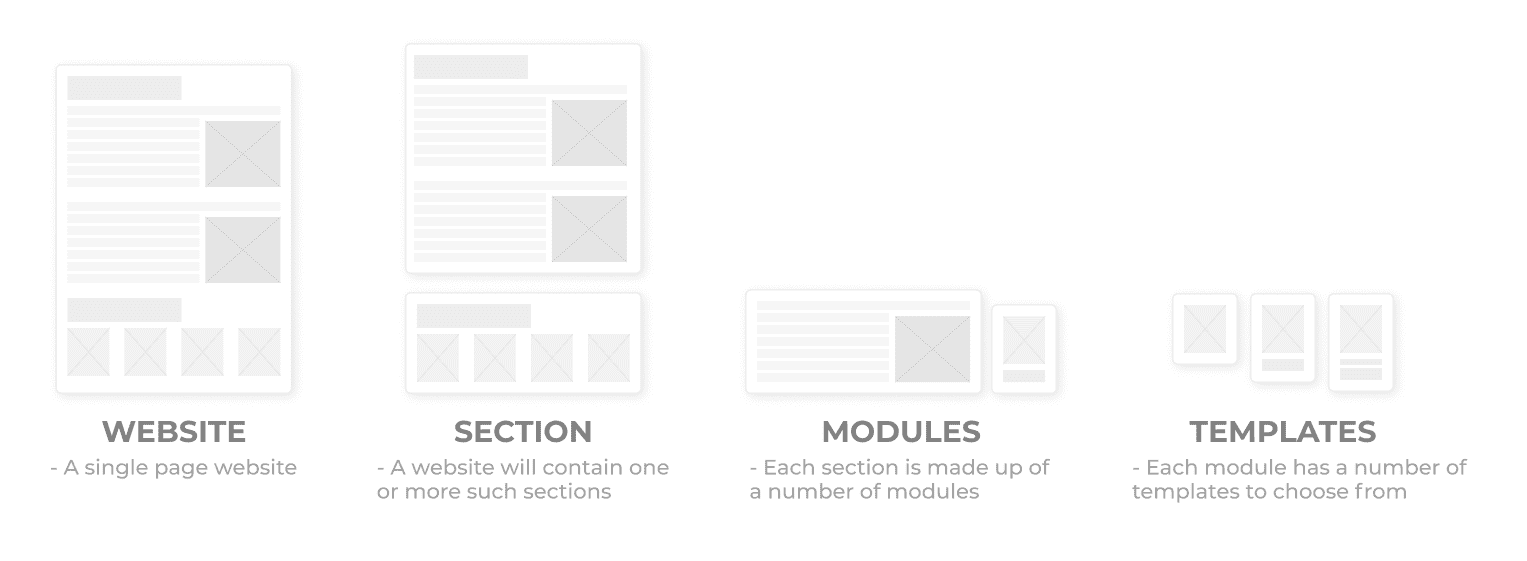 WEBSITE
- A single page website
SECTION
- A website will contain one
or more such sections
MODULES
- Each section is made up of
a number of modules
TEMPLATES
- Each module has a number of
templates to choose from